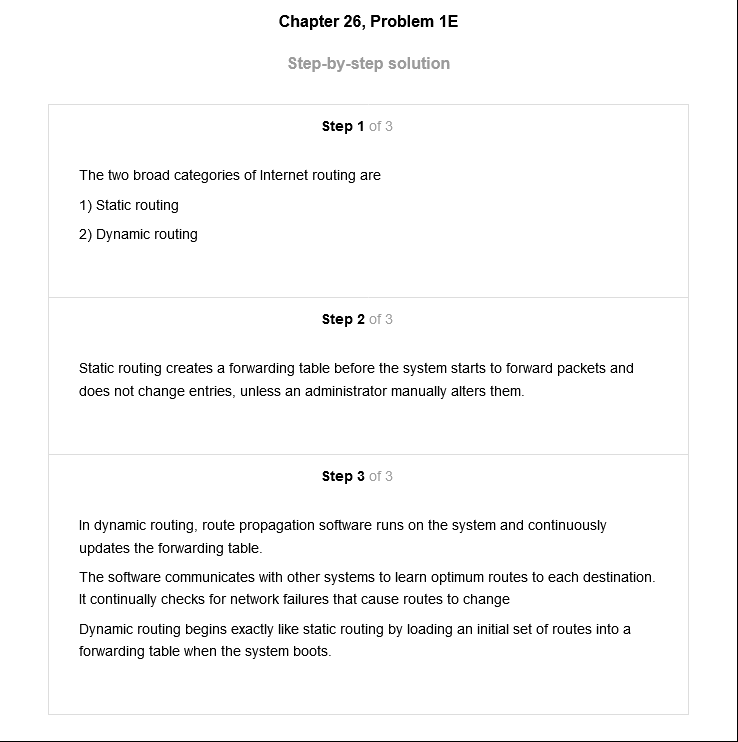 Chapter 26, Problem 1E
Step-by-step solution
Step 1 of 3
The two broad categories of Internet routing are
1) Static routing
2) Dynamic routing
Step 2 of 3
Static routing creates a forwarding table before the system starts to forward packets and
does not change entries, unless an administrator manually alters them.
Step 3 of 3
In dynamic routing, route propagation software runs on the system and continuously
updates the forwarding table.
The software communicates with other systems to learn optimum routes to each destination.
It continually checks for network failures that cause routes to change
Dynamic routing begins exactly like static routing by loading an initial set of routes into a
forwarding table when the system boots.